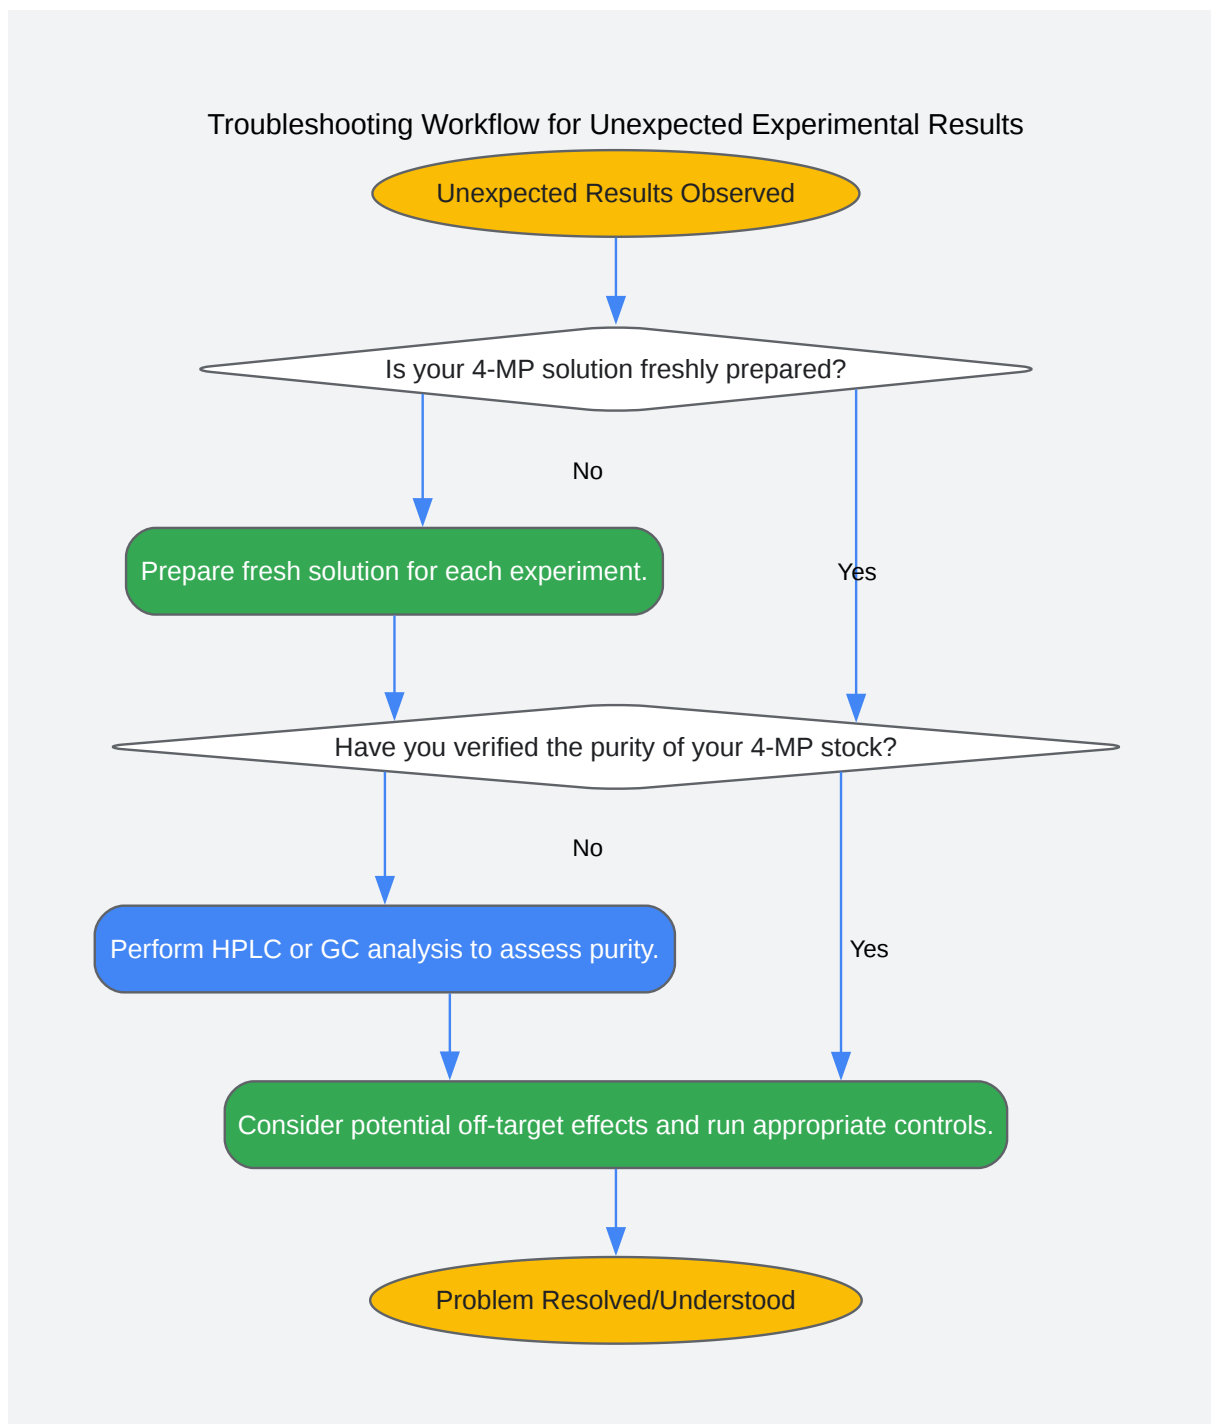 Troubleshooting Workflow for Unexpected Experimental Results
Unexpected Results Observed
Is your 4-MP solution freshly prepared?
No
Prepare fresh solution for each experiment.
Yes
Have you verified the purity of your 4-MP stock?
No
Perform HPLC or GC analysis to assess purity.
Yes
Consider potential off-target effects and run appropriate controls.
Problem Resolved/Understood